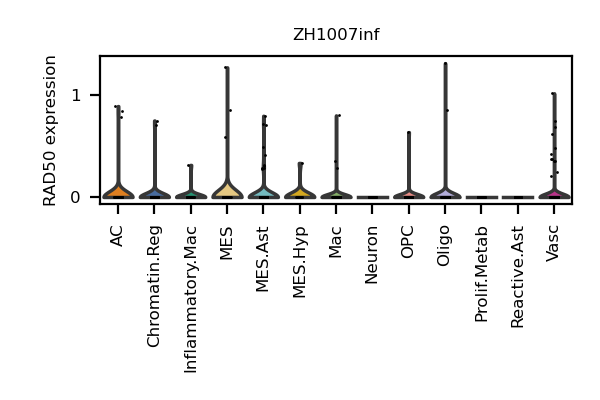 ZH1007inf
RAD50 expression
1
0
AC
Chromatin.Reg
Inflammatory.Mac
MES
MES.Ast
MES.Hyp
Mac
Neuron
OPC
Oligo
Prolif.Metab
Reactive.Ast
Vasc